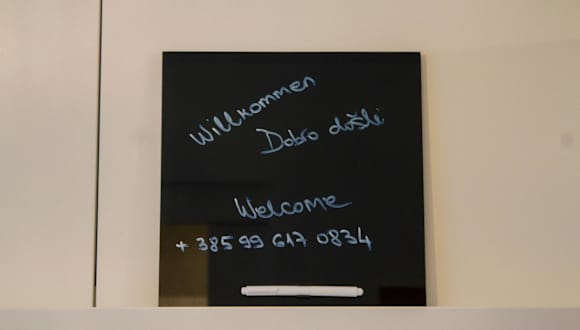 Willkommen
Dobro došli
Welcome
+ 385 99 617 0834